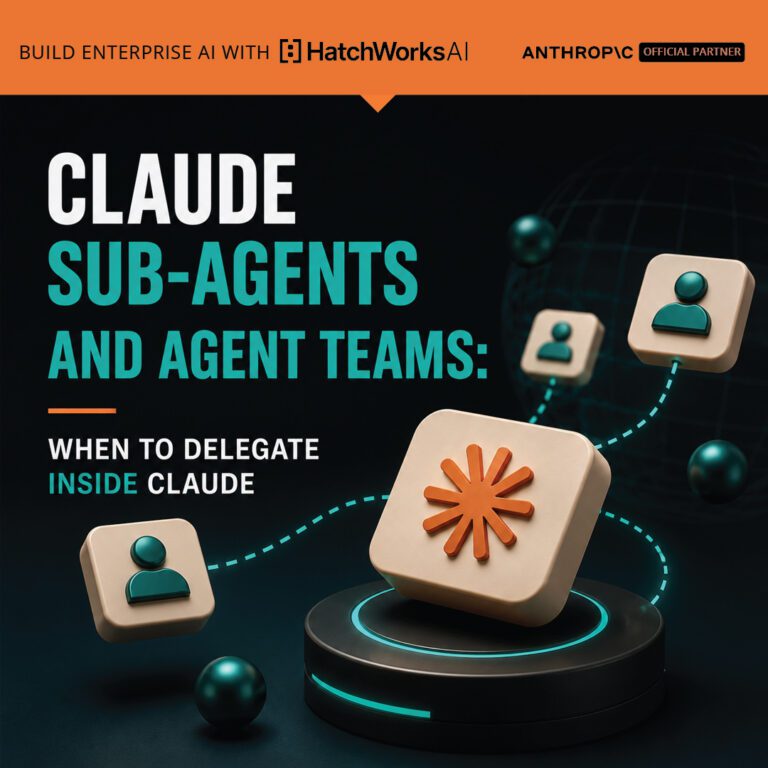 BUILD ENTERPRISE AI WITH HatchWorksAI
ANTHROP\C OFFICIAL PARTNER
CLAUDE
SUB-AGENTS
AND AGENT TEAMS:
WHEN TO DELEGATE
INSIDE CLAUDE